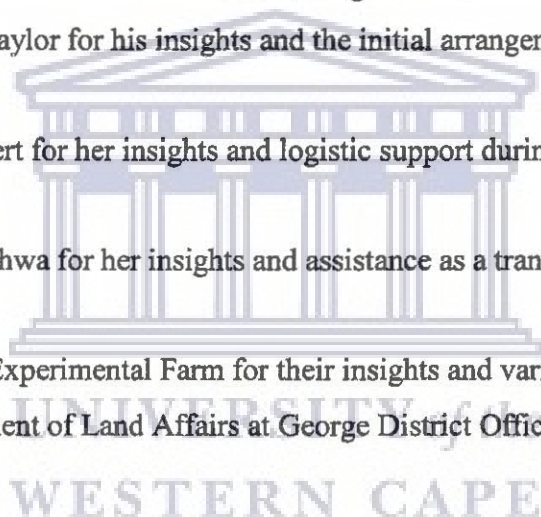 aylor for his insights and the initial arranger
ert for her insights and logistic support durin
hwa for her insights and assistance as a tran
Experimental Farm for their insights and vari
ent of Land Affairs at George District Offic
UNIVERSITY of the
WESTERN CAPE